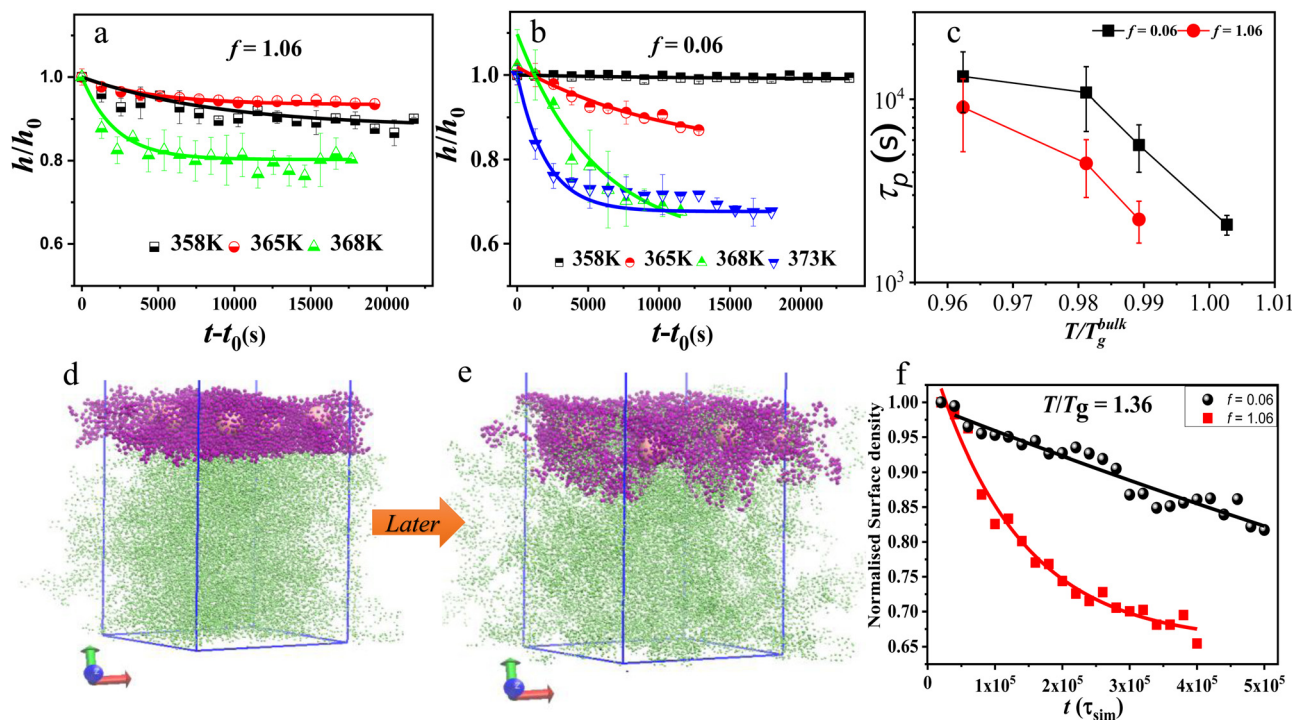 a
f = 1.06
h/h0
1.0
0.8
0.6
358K 365K 368K
0 5000 10000 15000 20000
t-t0(s)
b
f = 0.06
h/h0
1.0
0.8
0.6
358K 365K 368K 373K
0 5000 10000 15000 20000
t-t0(s)
c
f = 0.06 f = 1.06
τp (s)
10^4
10^3
0.96 0.97 0.98 0.99 1.00 1.01
T/Tg^bulk
d
Later
e
f
T/Tg = 1.36
f = 0.06
f = 1.06
Normalised Surface density
1.00
0.95
0.90
0.85
0.80
0.75
0.70
0.65
0 1x10^5 2x10^5 3x10^5 4x10^5 5x10^5
t (τsim)